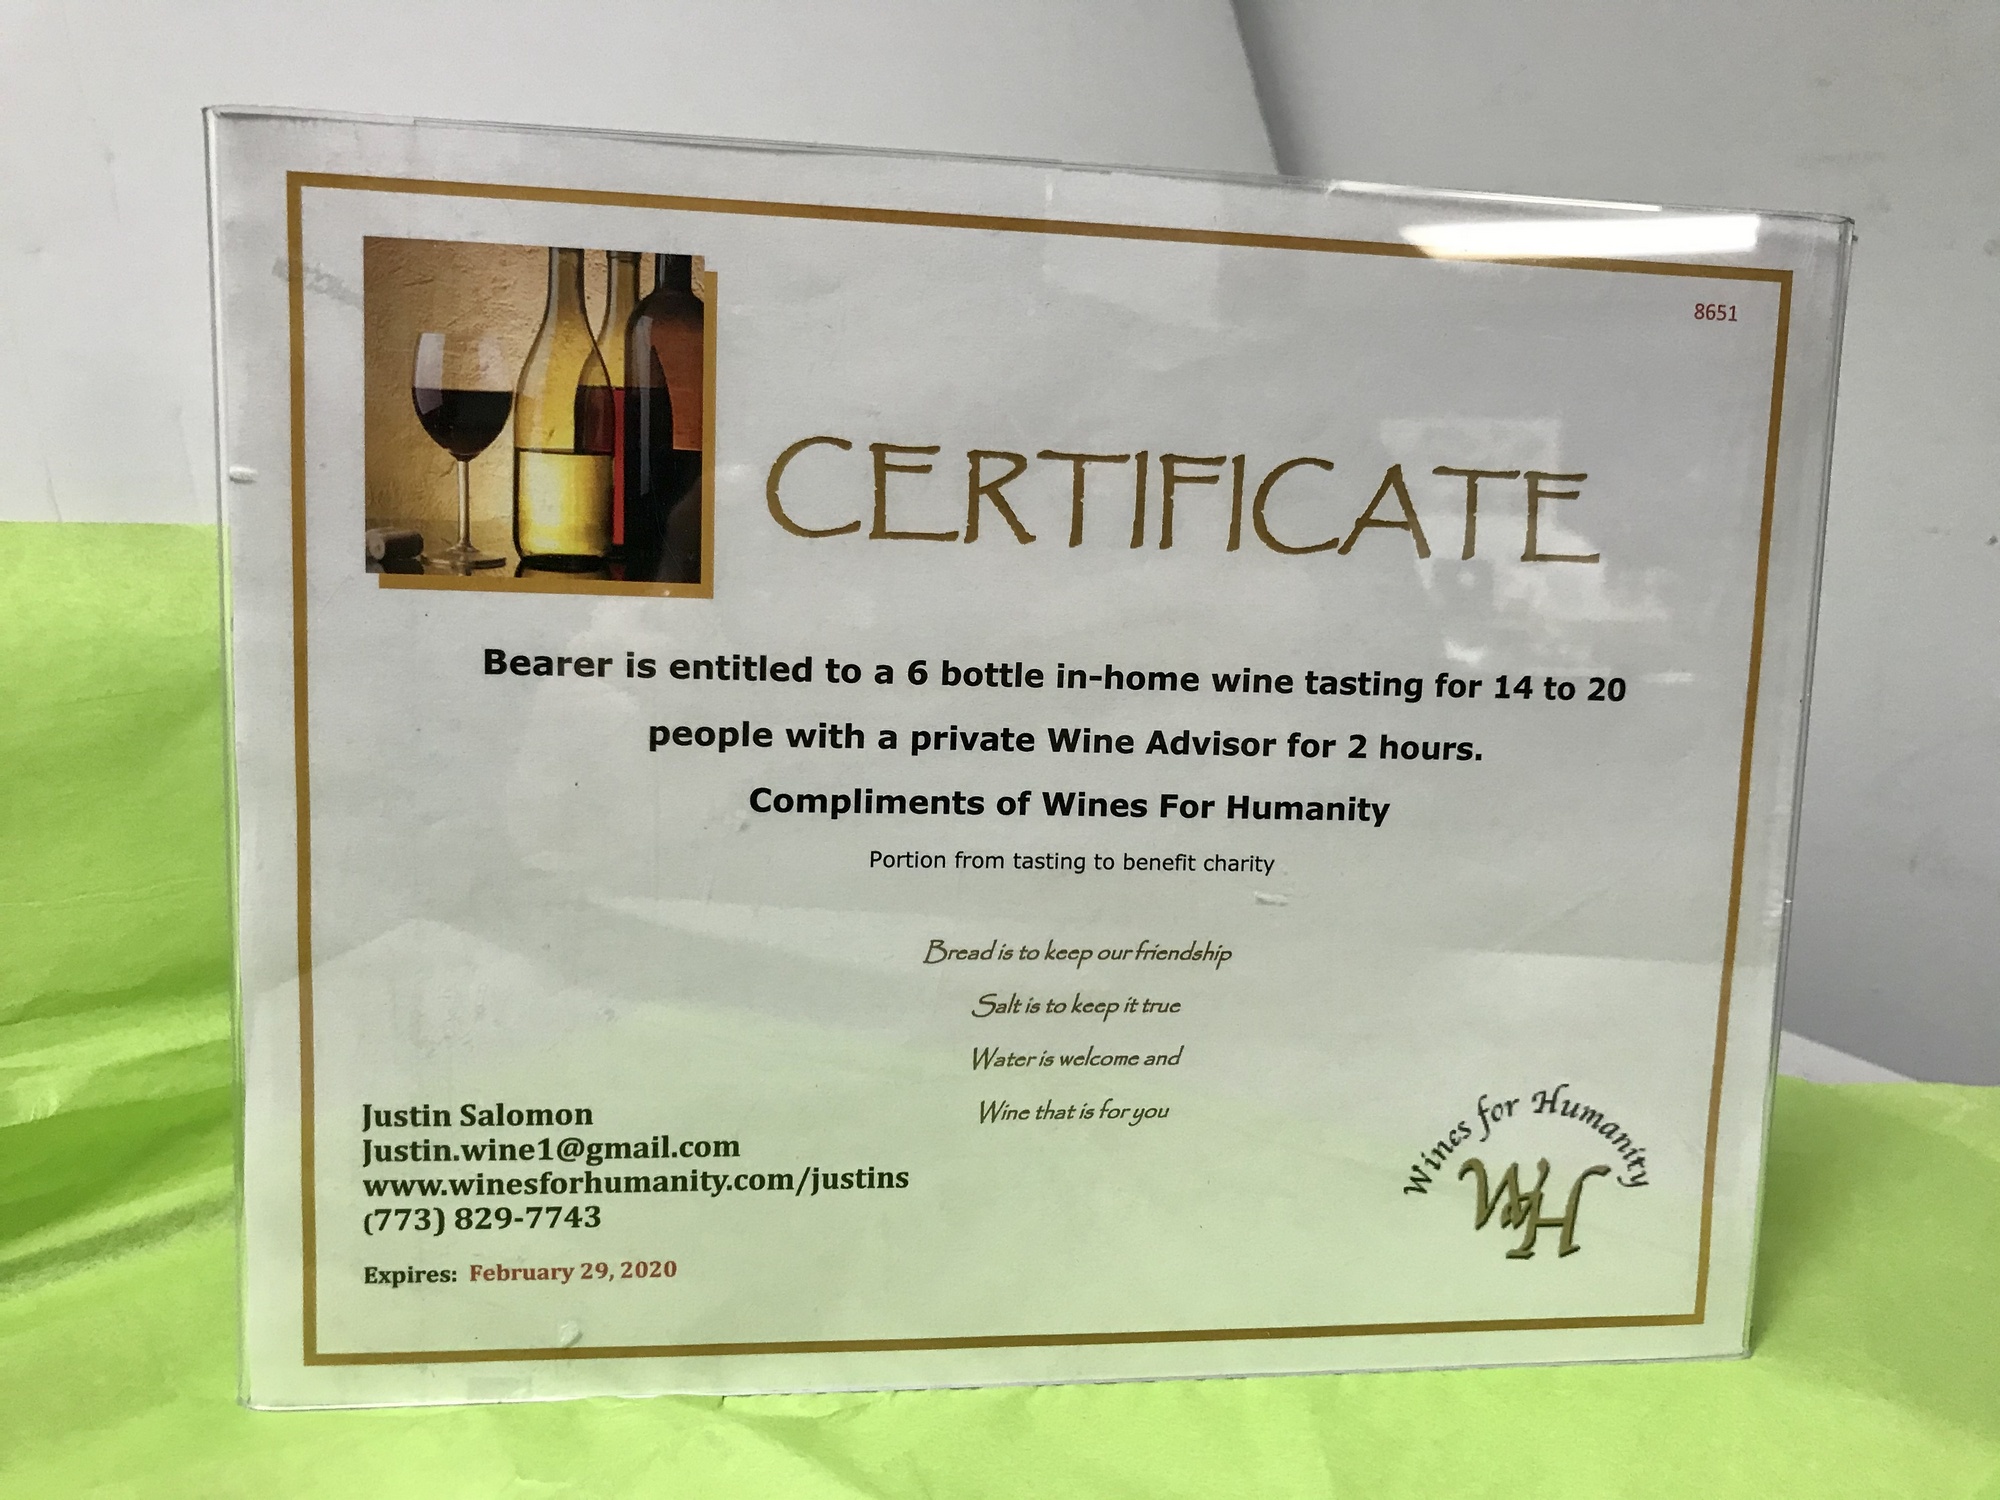 8651
CERTIFICATE
Bearer is entitled to a 6 bottle in-home wine tasting for 14 to 20
people with a private Wine Advisor for 2 hours.
Compliments of Wines For Humanity
Portion from tasting to benefit charity
Bread is to keep our friendship
Salt is to keep it true
Water is welcome and
Wine that is for you
Justin Salomon
Justin.wine1@gmail.com
www.winesforhumanity.com/justins
(773) 829-7743
Expires: February 29, 2020
Wines for Humanity
WfH